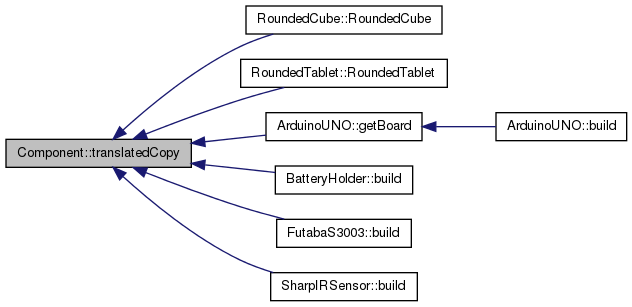 RoundedCube::RoundedCube
RoundedTablet::RoundedTablet
ArduinoUNO::getBoard
ArduinoUNO::build
Component::translatedCopy
BatteryHolder::build
FutabaS3003::build
SharpIRSensor::build